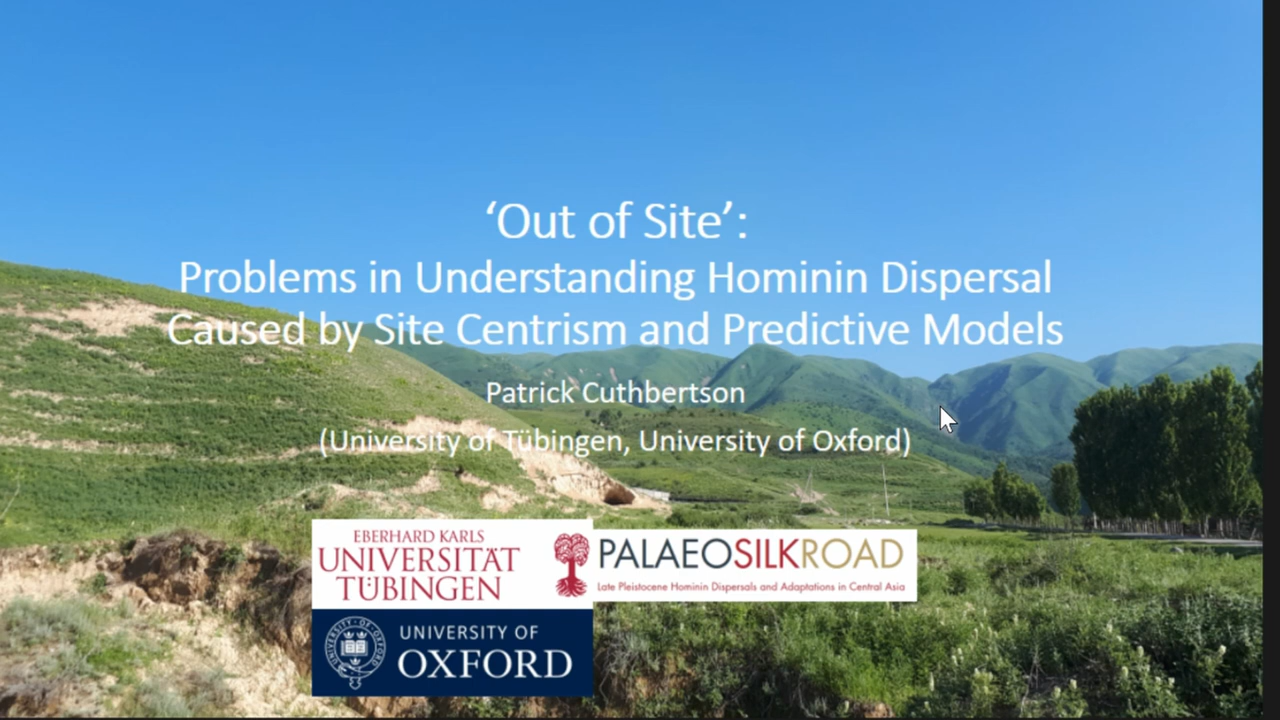 ‘Out of Site’:
Problems in Understanding Hominin Dispersal
Caused by Site Centrism and Predictive Models
Patrick Cuthbertson
(University of Tübingen, University of Oxford)
EBERHARD KARLS
UNIVERSITÄT
TÜBINGEN
PALAEOSILKROAD
Late Pleistocene Hominin Dispersals and Adaptations in Central Asia
UNIVERSITY OF
OXFORD